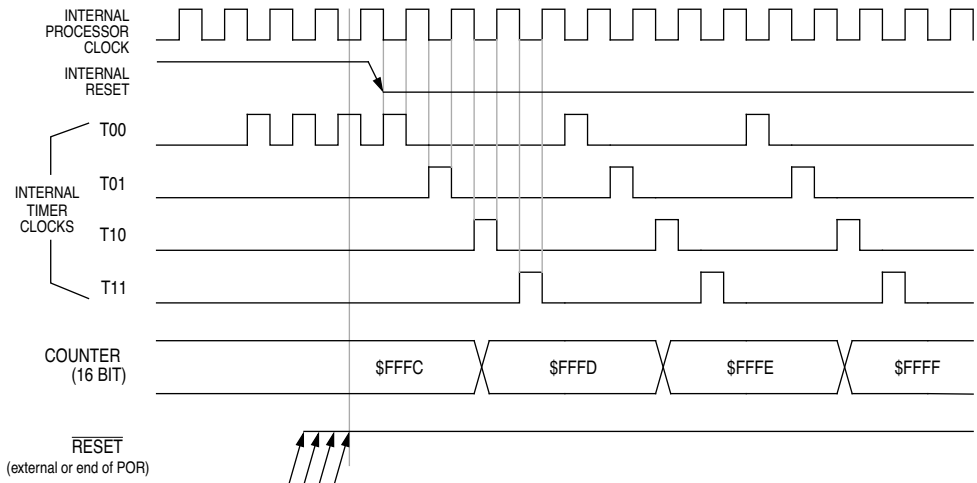 INTERNAL
PROCESSOR
CLOCK
INTERNAL
RESET
T00
T01
INTERNAL
TIMER
CLOCKS
T10
T11
COUNTER
(16 BIT)
$FFFC
$FFFD
$FFFE
$FFFF
RESET
(external or end of POR)